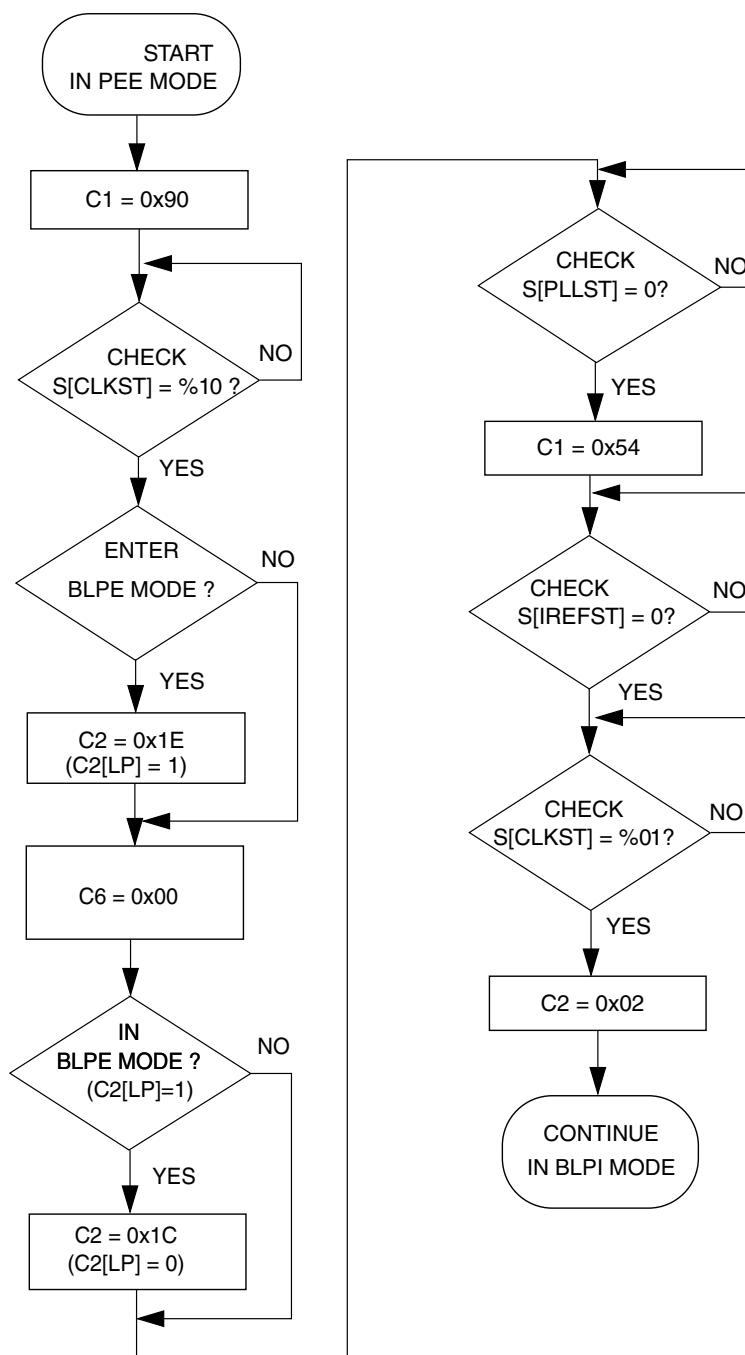 START
IN PEE MODE
C1 = 0x90
CHECK
S[CLKST] = %10 ?
NO
YES
ENTER
BLPE MODE ?
NO
YES
C2 = 0x1E
(C2[LP] = 1)
C6 = 0x00
IN
BLPE MODE ?
(C2[LP]=1)
NO
YES
C2 = 0x1C
(C2[LP] = 0)
CHECK
S[PLLST] = 0?
NO
YES
C1 = 0x54
CHECK
S[IREFST] = 0?
NO
YES
CHECK
S[CLKST] = %01?
NO
YES
C2 = 0x02
CONTINUE
IN BLPI MODE